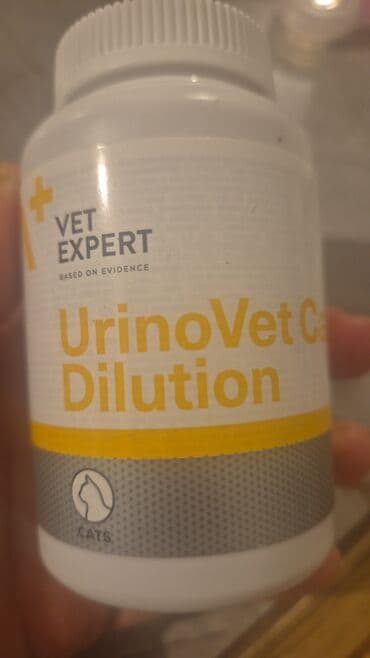 VET
EXPERT
BASED ON EVIDENCE
UrinoVet Ca
Dilution
CATS